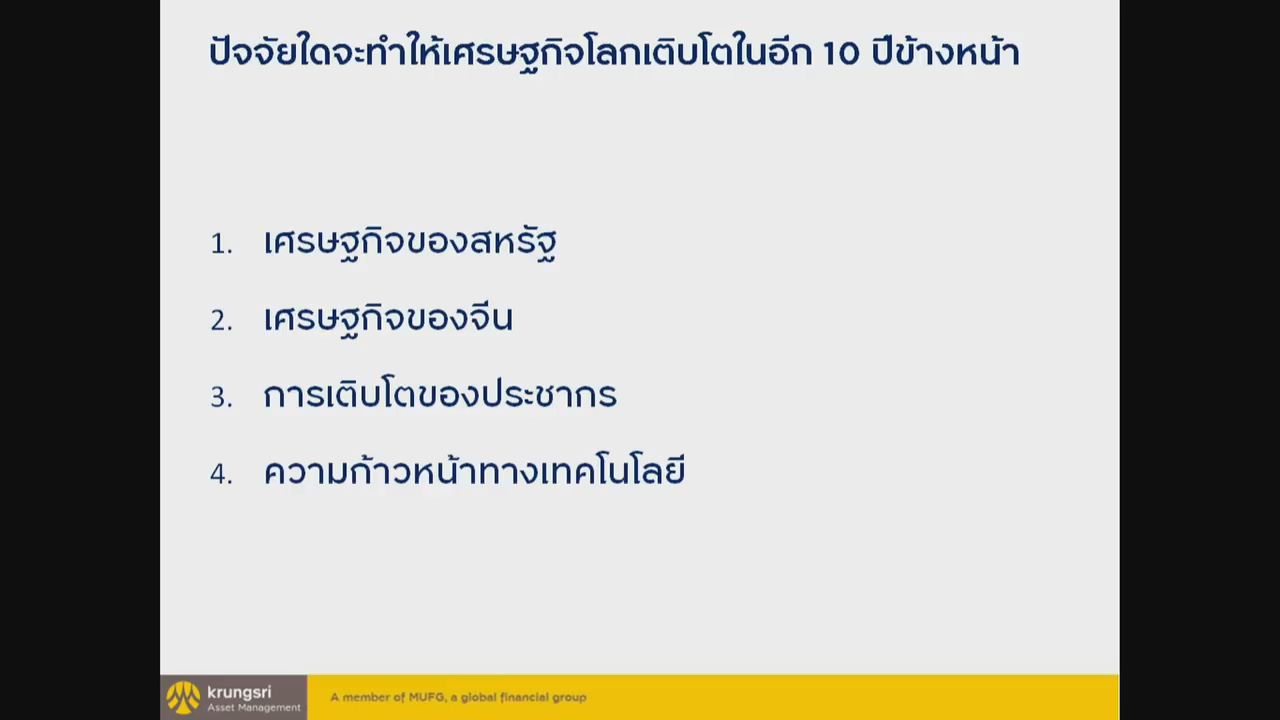 ปัจจัยใดจะทำให้เศรษฐกิจโลกเติบโตในอีก 10 ปีข้างหน้า
1. เศรษฐกิจของสหรัฐ
2. เศรษฐกิจของจีน
3. การเติบโตของประชากร
4. ความก้าวหน้าทางเทคโนโลยี
krungsri
Asset Management
A member of MUFG, a global financial group